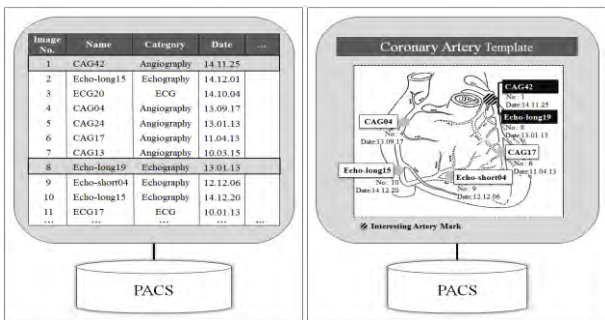 Image No. Name Category Date ...
1 CAG42 Angiography 14.11.25
2 Echo-long15 Echography 14.12.01
3 ECG20 ECG 14.10.04
4 CAG04 Angiography 13.09.17
5 CAG24 Angiography 13.01.13
6 CAG17 Angiography 11.04.13
7 CAG13 Angiography 10.03.15
8 Echo-long19 Echography 13.01.13
9 Echo-short04 Echography 12.12.06
10 Echo-long15 Echography 14.12.20
11 ECG17 ECG 10.01.13
... ... ... ... ...
PACS
Coronary Artery Template
CAG42
No : 1
Date:14.11.25
Echo-long19
No : 8
Date:13.01.13
CAG04
No :
Date:13.09.17
CAG17
No : 6
Date:11.04.13
Echo-long15
No : 10
Date:14.12.20
Echo-short04
No : 9
Date:12.12.06
Interesting Artery Mark
PACS